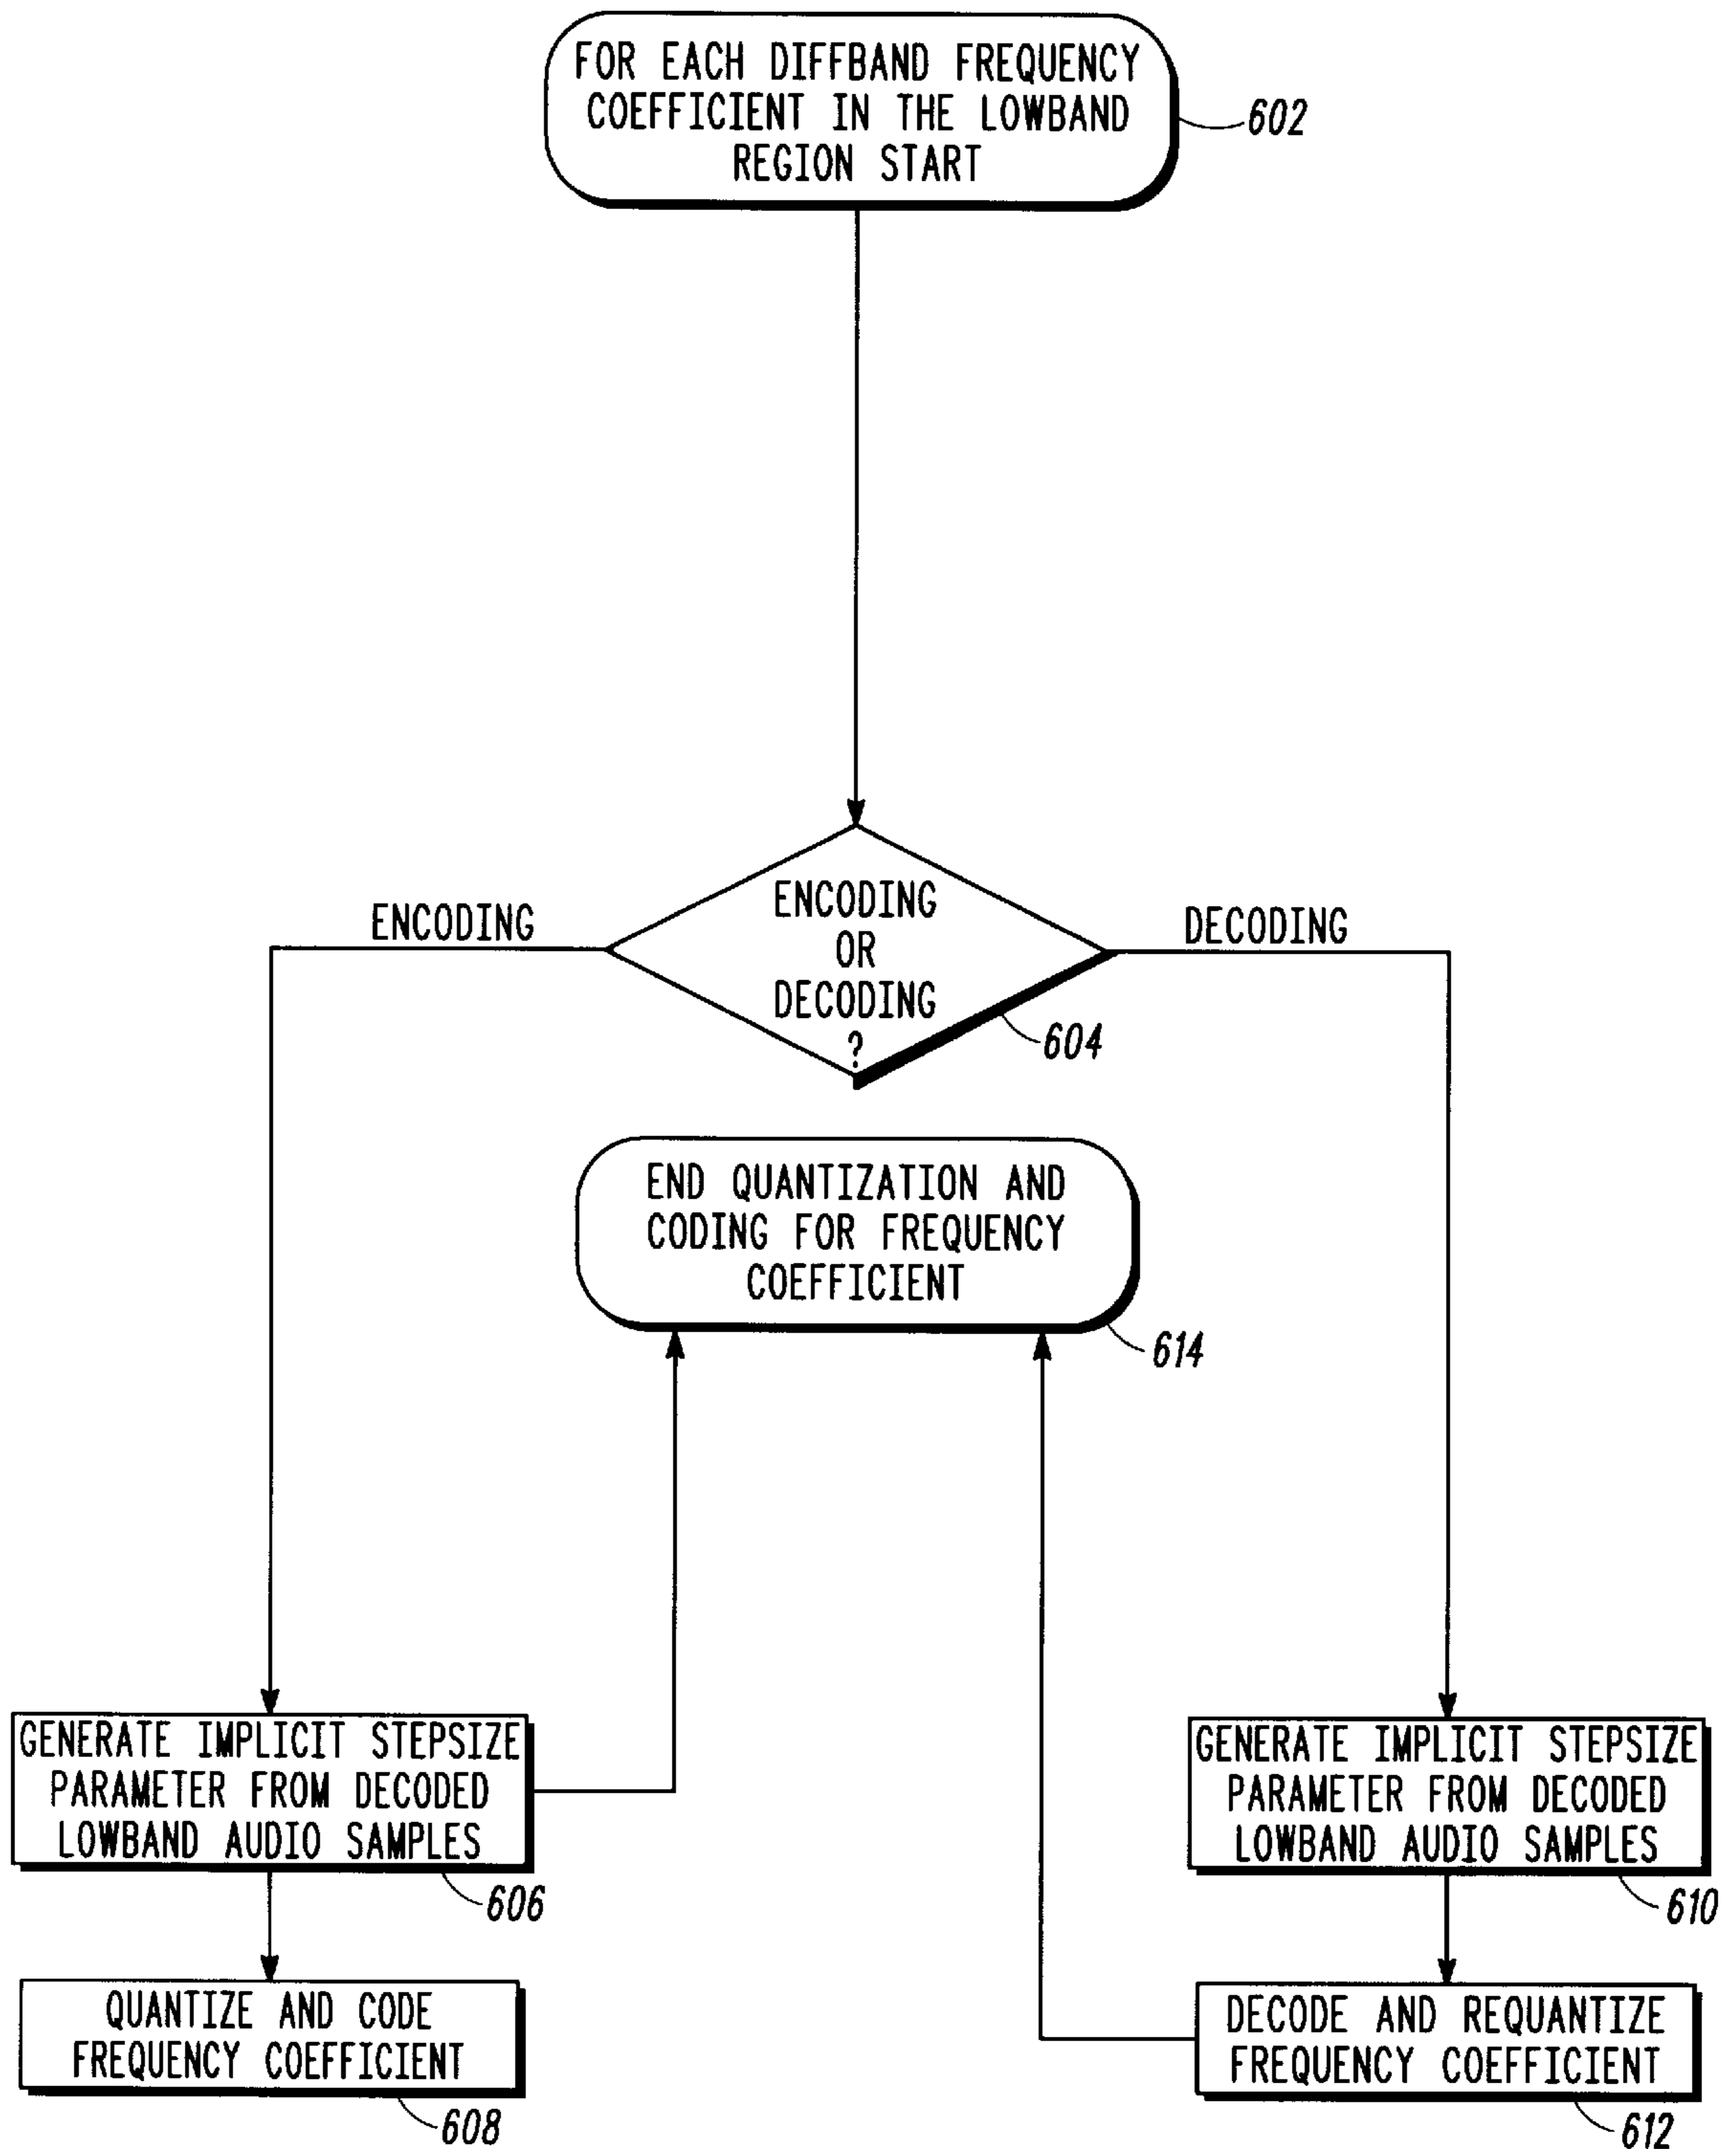 FOR EACH DIFFBAND FREQUENCY
COEFFICIENT IN THE LOWBAND
REGION START
602
ENCODING
ENCODING
OR
DECODING
?
DECODING
604
END QUANTIZATION AND
CODING FOR FREQUENCY
COEFFICIENT
614
GENERATE IMPLICIT STEPSIZE
PARAMETER FROM DECODED
LOWBAND AUDIO SAMPLES
606
GENERATE IMPLICIT STEPSIZE
PARAMETER FROM DECODED
LOWBAND AUDIO SAMPLES
610
QUANTIZE AND CODE
FREQUENCY COEFFICIENT
608
DECODE AND REQUANTIZE
FREQUENCY COEFFICIENT
612